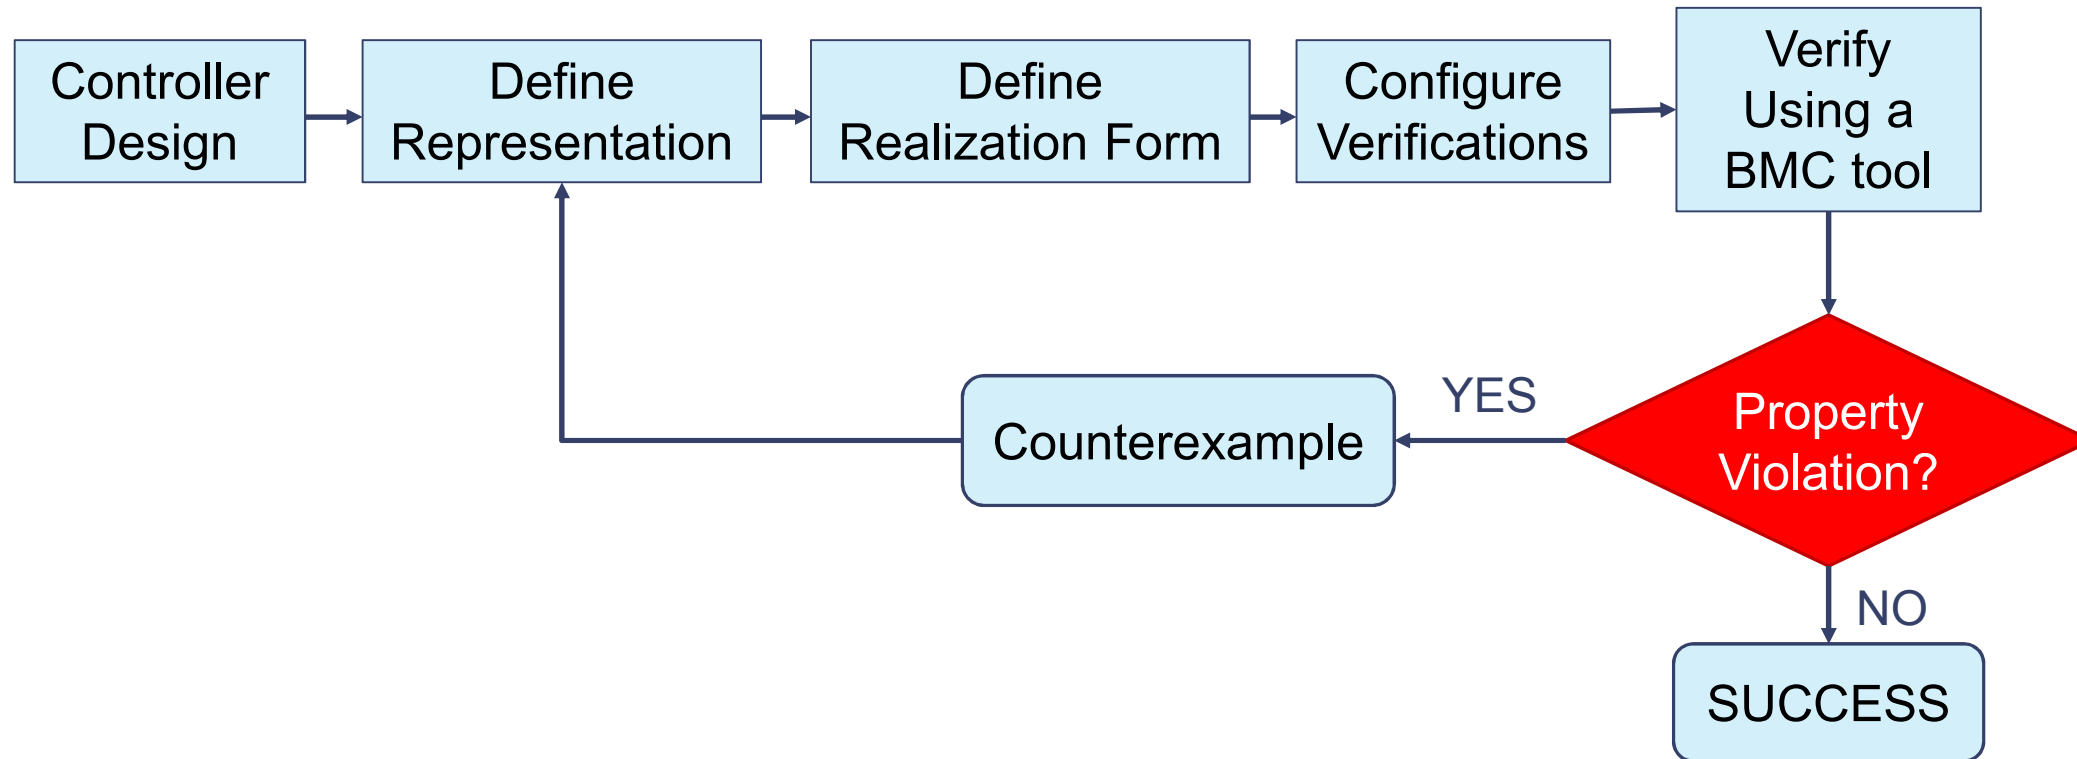 Controller
Design
Define
Representation
Define
Realization Form
Configure
Verifications
Verify
Using a
BMC tool
Property
Violation?
YES
Counterexample
NO
SUCCESS